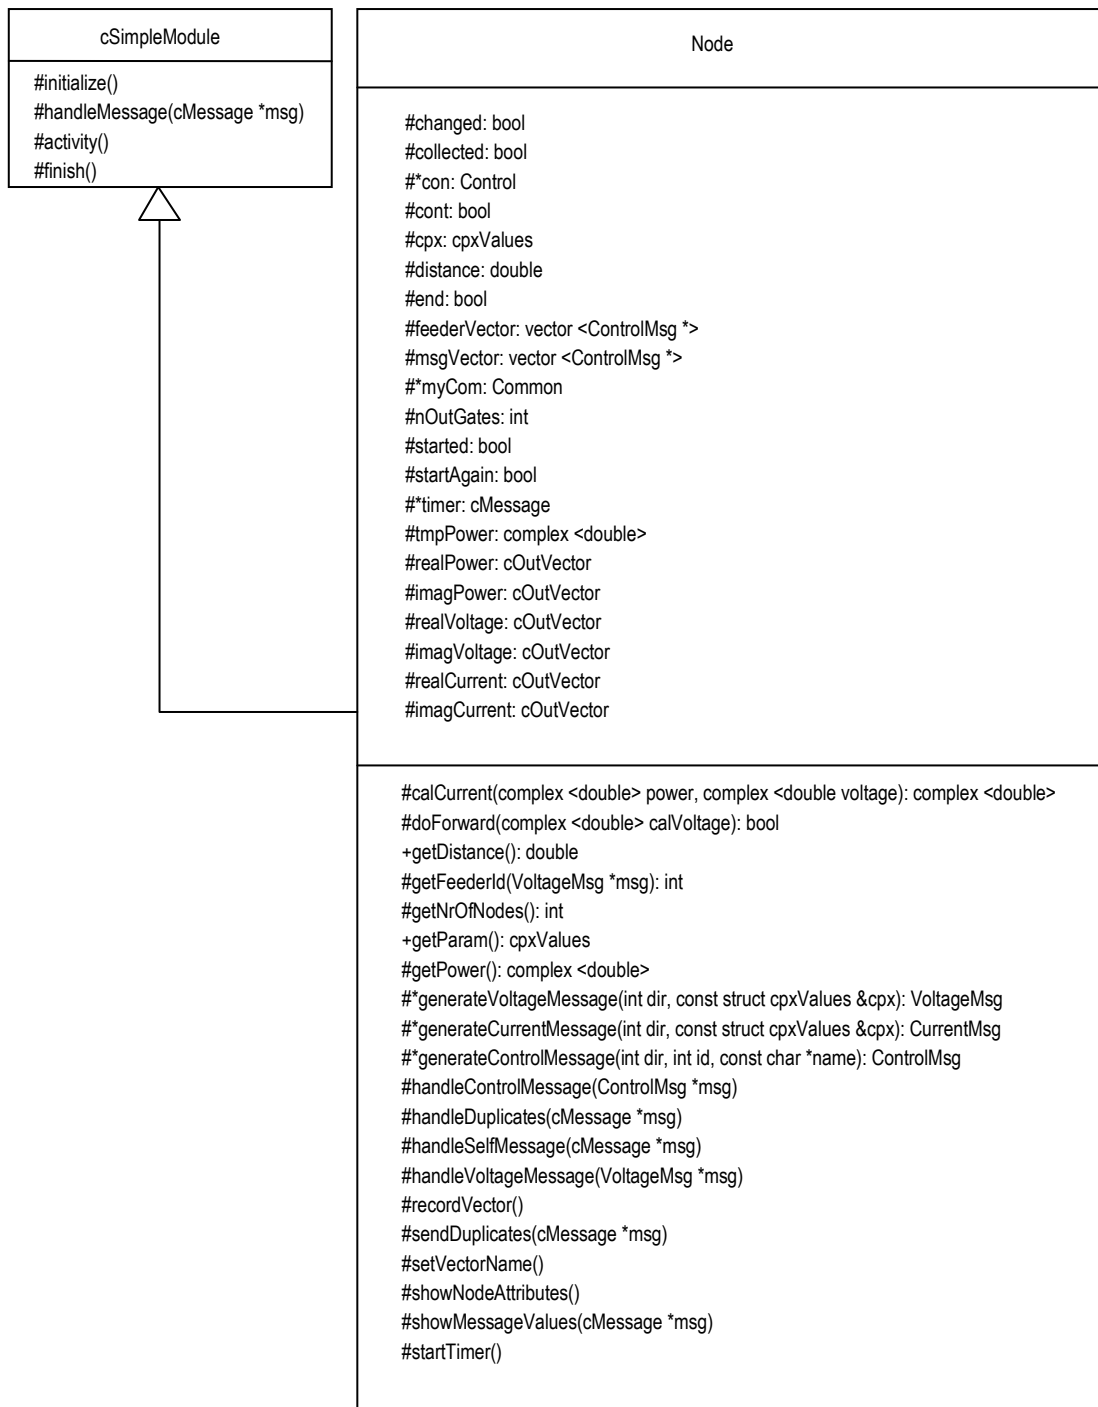 cSimpleModule
#initialize()
#handleMessage(cMessage *msg)
#activity()
#finish()
Node
#changed: bool
#collected: bool
#*con: Control
#cont: bool
#cpx: cpxValues
#distance: double
#end: bool
#feederVector: vector <ControlMsg *>
#msgVector: vector <ControlMsg *>
#*myCom: Common
#nOutGates: int
#started: bool
#startAgain: bool
#*timer: cMessage
#tmpPower: complex <double>
#realPower: cOutVector
#imagPower: cOutVector
#realVoltage: cOutVector
#imagVoltage: cOutVector
#realCurrent: cOutVector
#imagCurrent: cOutVector
#calCurrent(complex <double> power, complex <double voltage): complex <double>
#doForward(complex <double> calVoltage): bool
+getDistance(): double
#getFeederId(VoltageMsg *msg): int
#getNrOfNodes(): int
+getParam(): cpxValues
#getPower(): complex <double>
#*generateVoltageMessage(int dir, const struct cpxValues &cpx): VoltageMsg
#*generateCurrentMessage(int dir, const struct cpxValues &cpx): CurrentMsg
#*generateControlMessage(int dir, int id, const char *name): ControlMsg
#handleControlMessage(ControlMsg *msg)
#handleDuplicates(cMessage *msg)
#handleSelfMessage(cMessage *msg)
#handleVoltageMessage(VoltageMsg *msg)
#recordVector()
#sendDuplicates(cMessage *msg)
#setVectorName()
#showNodeAttributes()
#showMessageValues(cMessage *msg)
#startTimer()